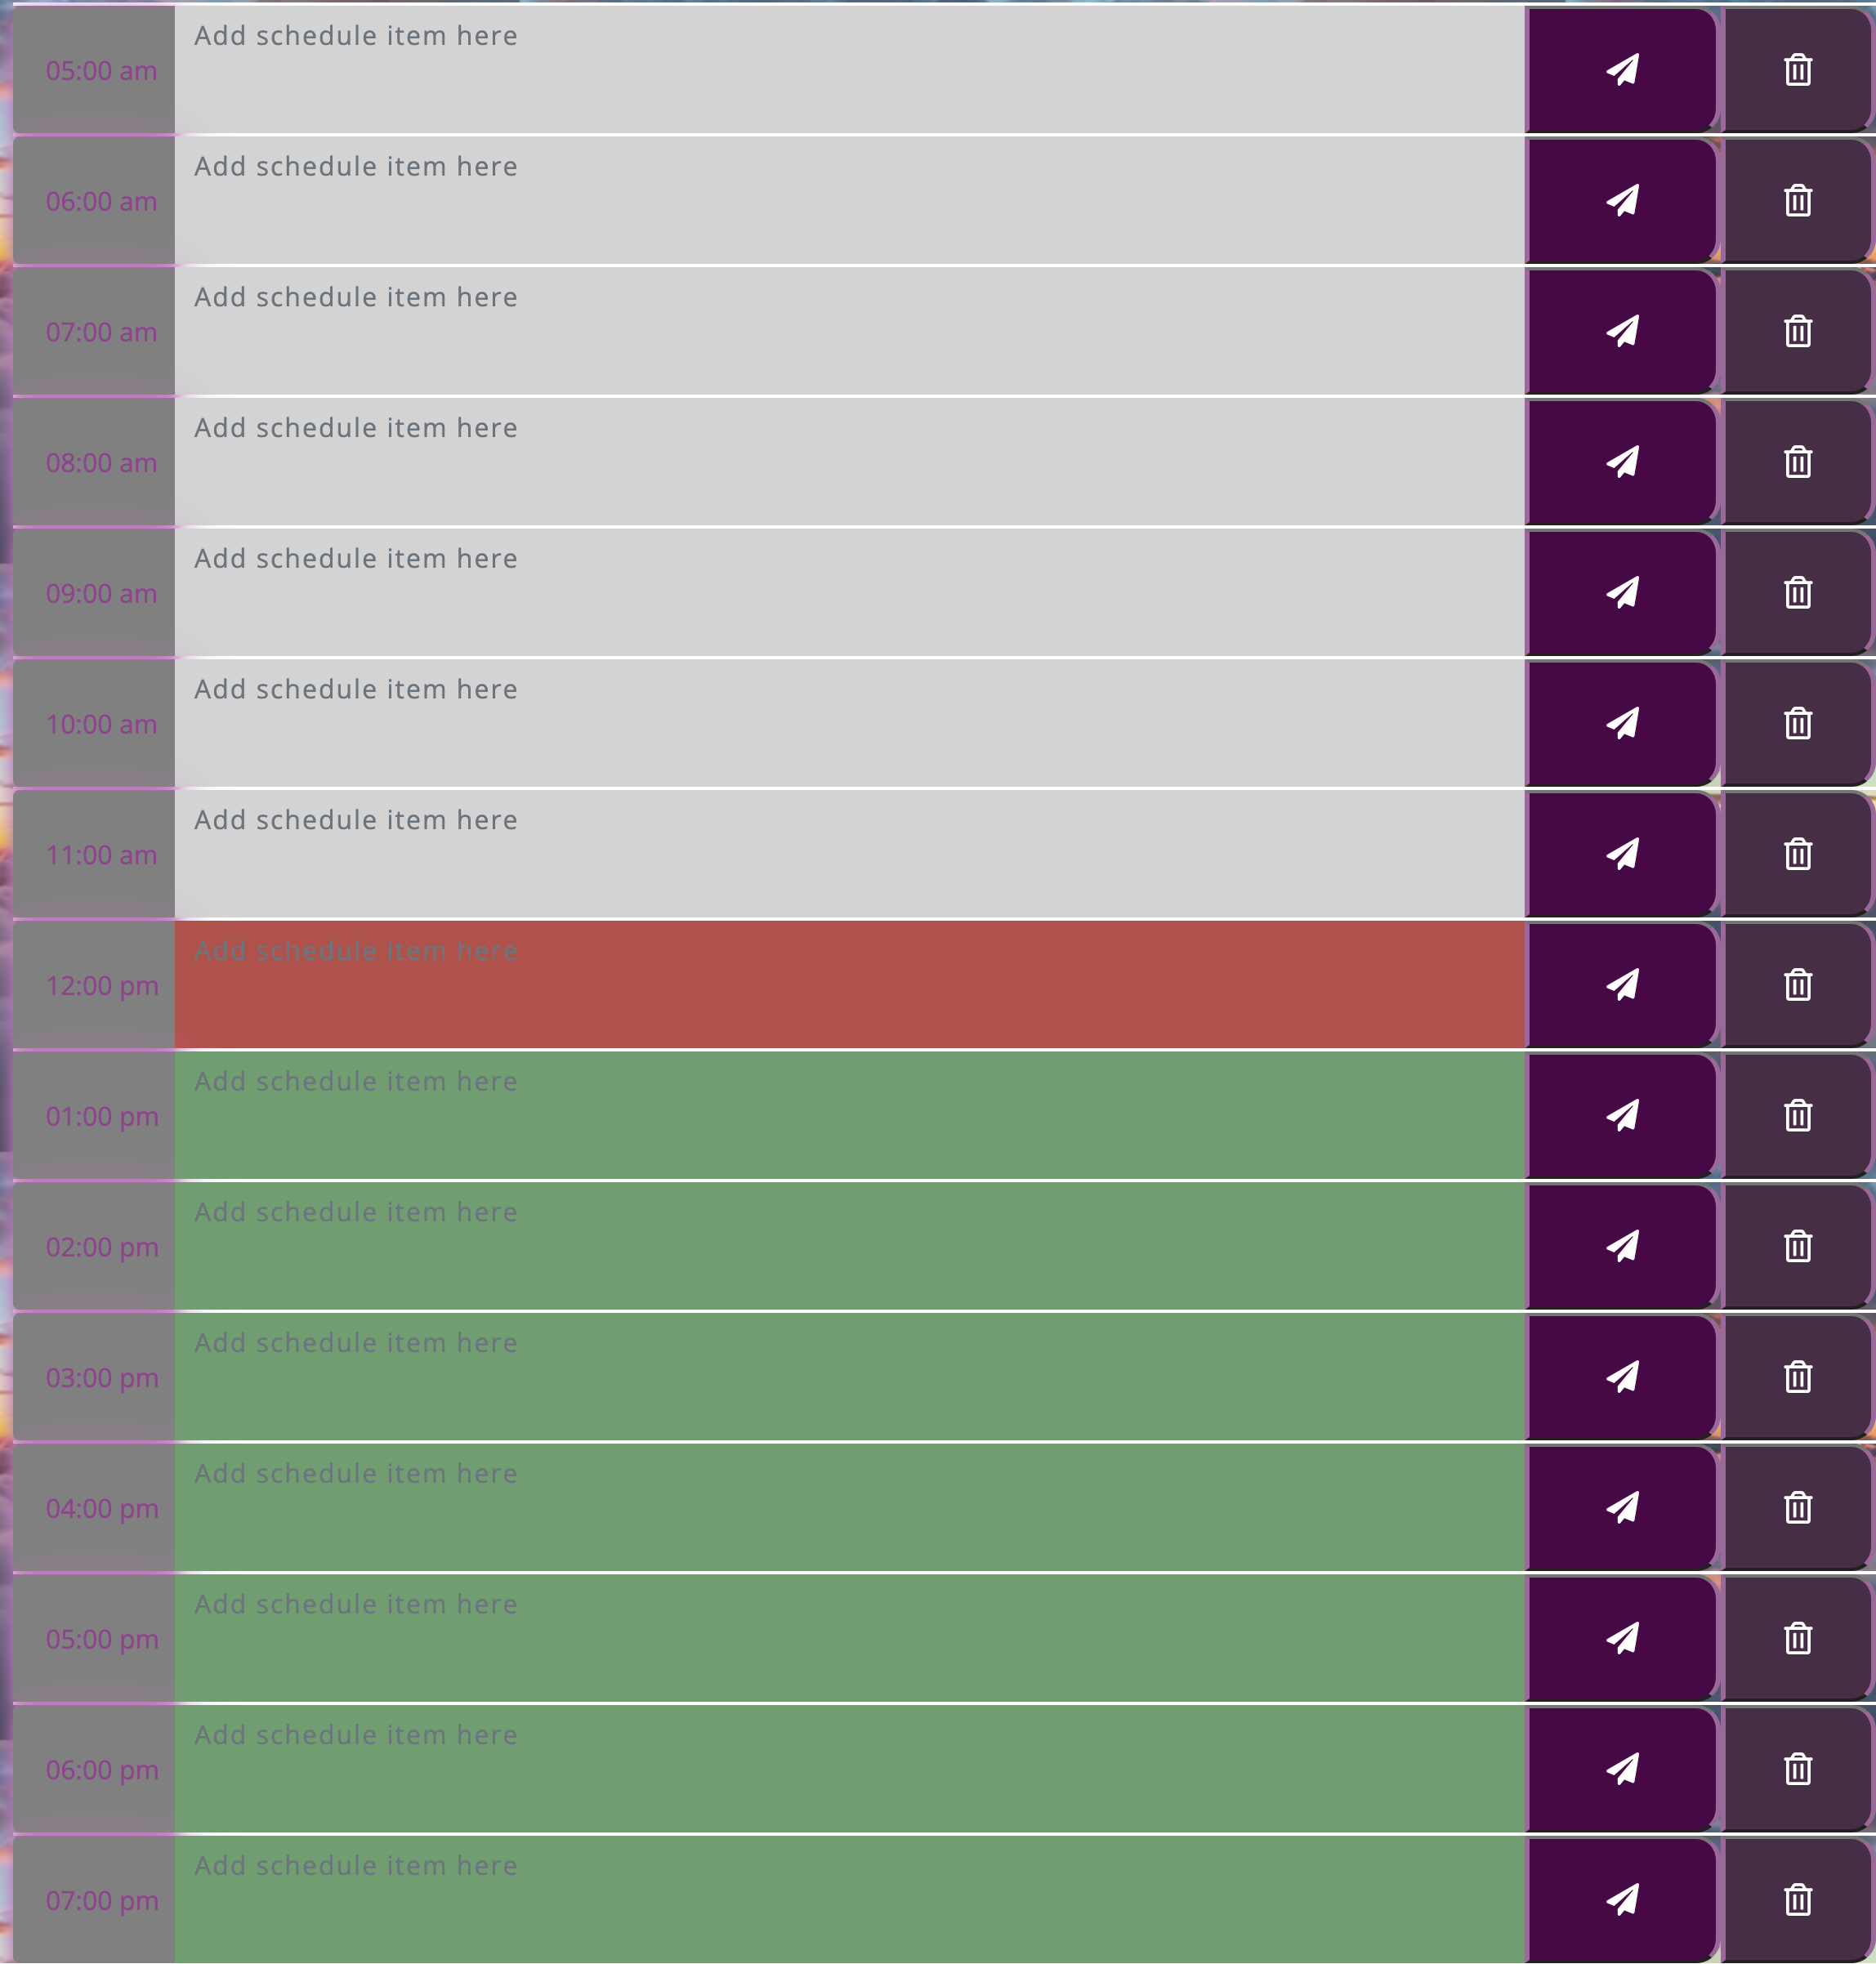 05:00 am Add schedule item here
06:00 am Add schedule item here
07:00 am Add schedule item here
08:00 am Add schedule item here
09:00 am Add schedule item here
10:00 am Add schedule item here
11:00 am Add schedule item here
12:00 pm Add schedule item here
01:00 pm Add schedule item here
02:00 pm Add schedule item here
03:00 pm Add schedule item here
04:00 pm Add schedule item here
05:00 pm Add schedule item here
06:00 pm Add schedule item here
07:00 pm Add schedule item here